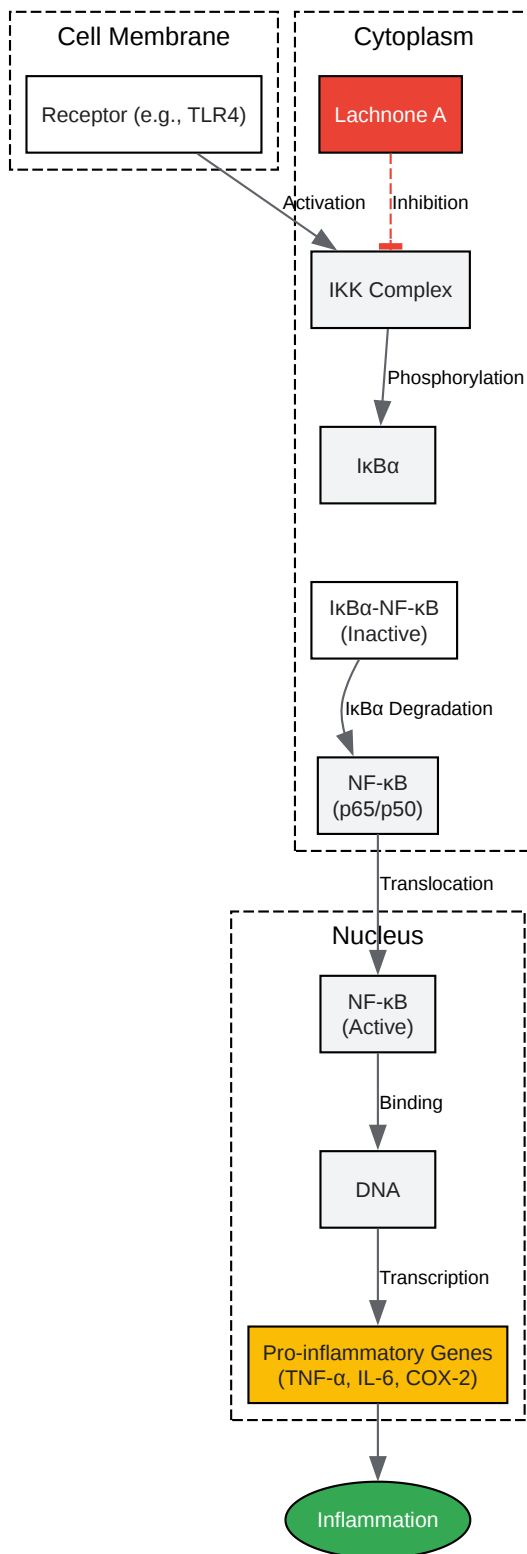 Cell Membrane
Cytoplasm
Receptor (e.g., TLR4)
Lachnone A
Activation
Inhibition
IKK Complex
Phosphorylation
IκBα
IκBα-NF-κB
(Inactive)
IκBα Degradation
NF-κB
(p65/p50)
Translocation
Nucleus
NF-κB
(Active)
Binding
DNA
Transcription
Pro-inflammatory Genes
(TNF-α, IL-6, COX-2)
Inflammation